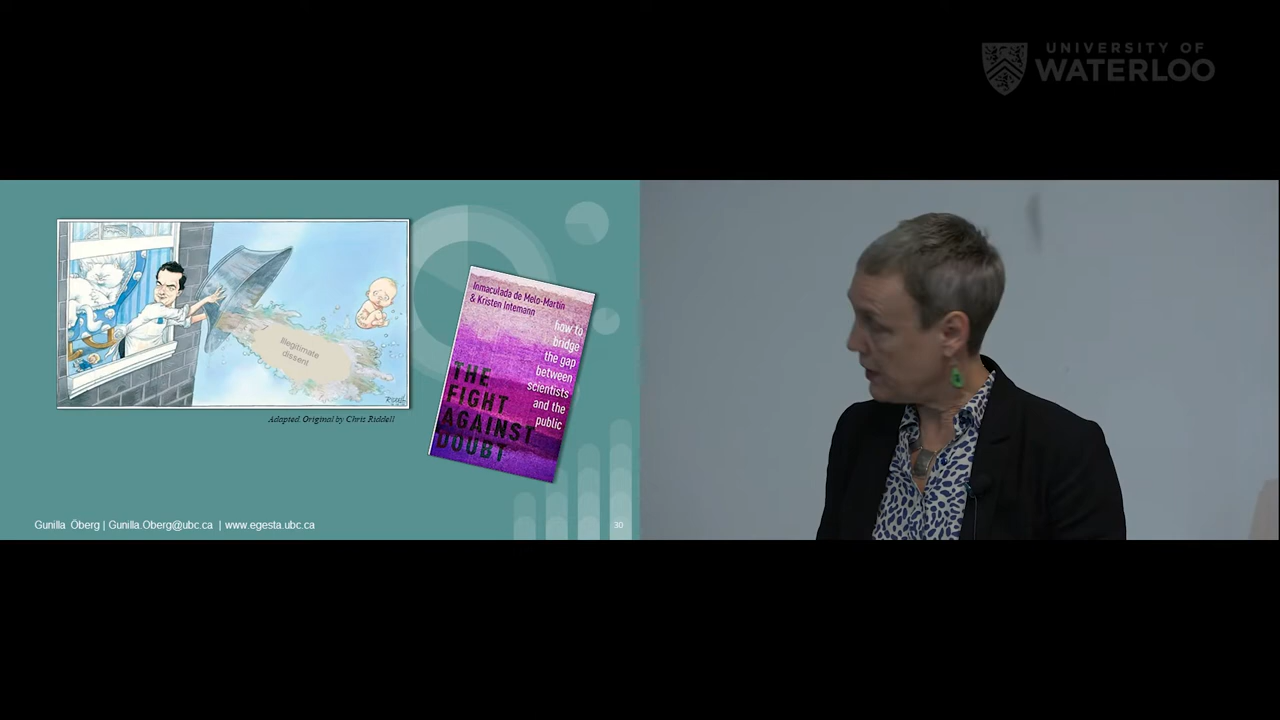 UNIVERSITY OF
WATERLOO
Illegitimate
dissent
Adapted. Original by Chris Riddell
Inmaculada de Melo-Martín
& Kristen Intemann
how to
bridge
the gap
between
scientists
and the
public
THE
FIGHT
AGAINST
DOUBT
Gunilla Öberg | Gunilla.Oberg@ubc.ca | www.egesta.ubc.ca
30